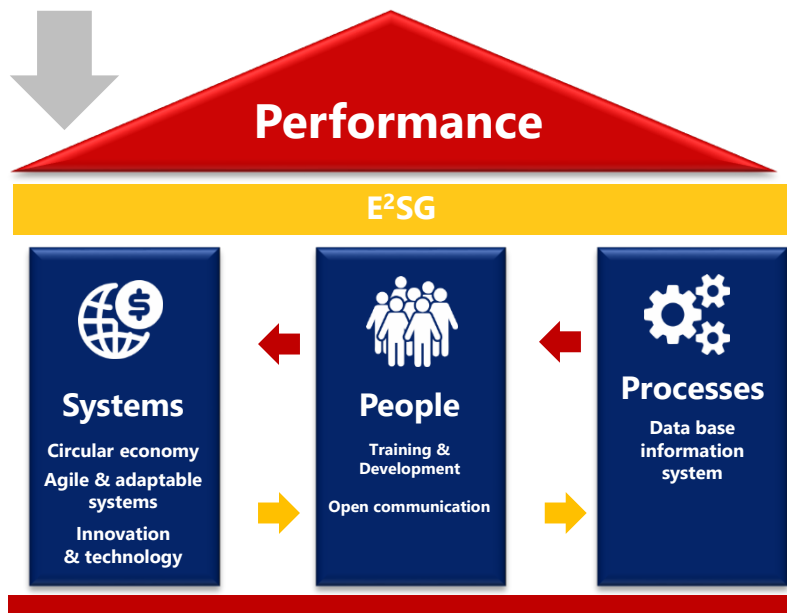 Performance
E²SG
$
Systems
Circular economy
Agile & adaptable
systems
Innovation
& technology
People
Training &
Development
Open communication
Processes
Data base
information
system